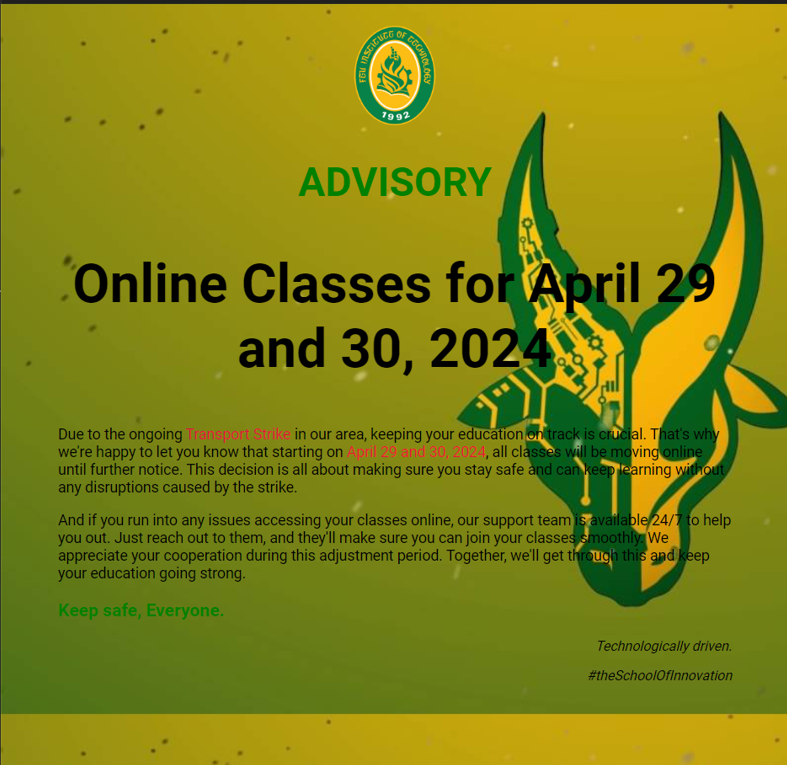 FEU INSTITUTE OF TECHNOLOGY
1992
ADVISORY
Online Classes for April 29
and 30, 2024
Due to the ongoing Transport Strike in our area, keeping your education on track is crucial. That's why
we're happy to let you know that starting on April 29 and 30, 2024, all classes will be moving online
until further notice. This decision is all about making sure you stay safe and can keep learning without
any disruptions caused by the strike.
And if you run into any issues accessing your classes online, our support team is available 24/7 to help
you out. Just reach out to them, and they'll make sure you can join your classes smoothly. We
appreciate your cooperation during this adjustment period. Together, we'll get through this and keep
your education going strong.
Keep safe, Everyone.
Technologically driven.
#theSchoolOfInnovation